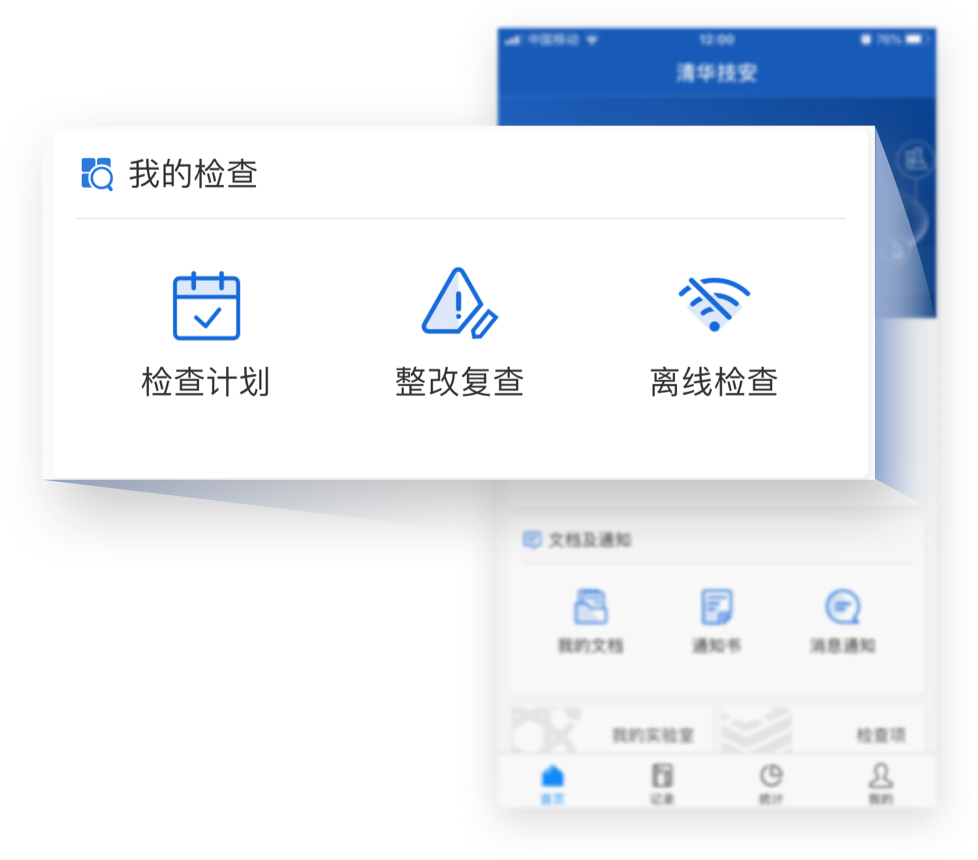 中国移动 12:00 76%
清华技安
我的检查
检查计划 整改复查 离线检查
文档及通知
我的文档 通知书 消息通知
我的实验室 检查项
首页 记录 统计 我的